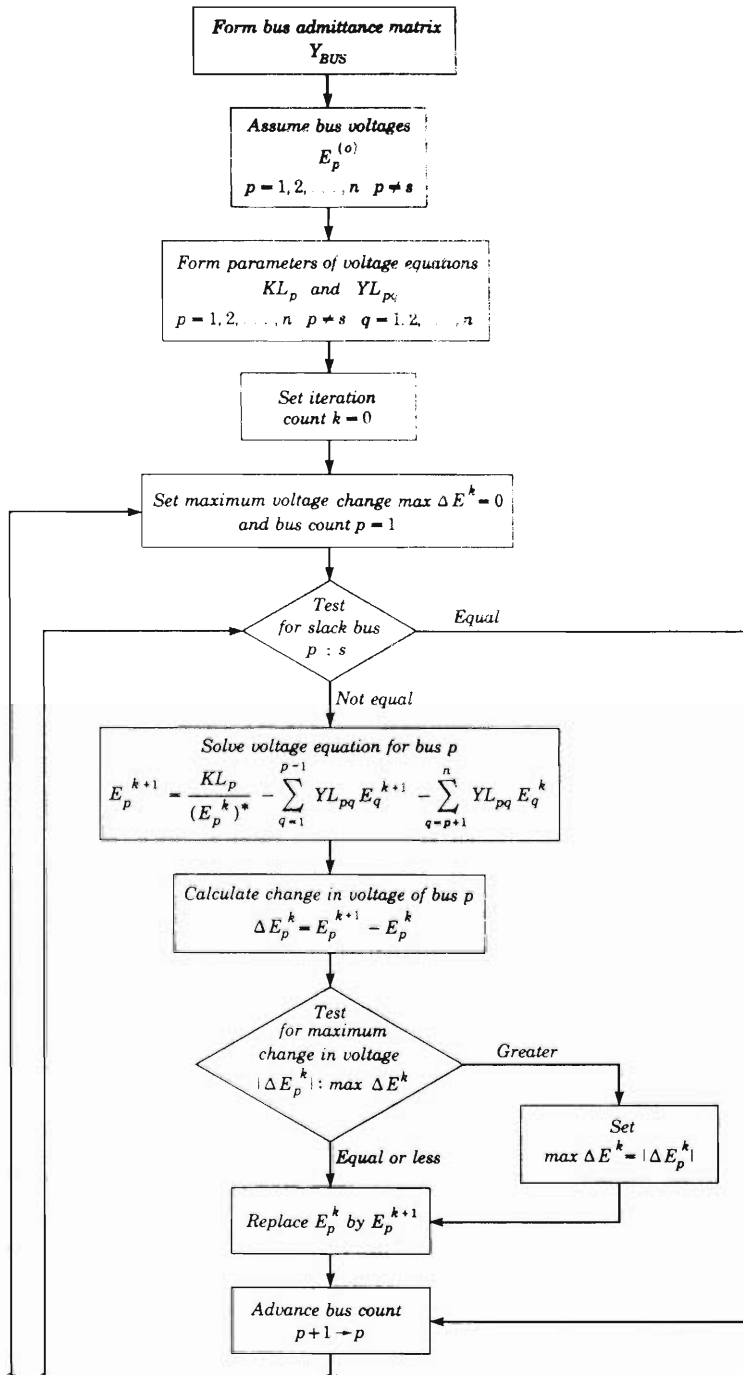 Form bus admittance matrix
Y_BUS
Assume bus voltages
E_p^(o)
p = 1, 2, . . . , n p ≠ s
Form parameters of voltage equations
KL_p and YL_pq
p = 1, 2, . . . , n p ≠ s q = 1, 2, . . . , n
Set iteration
count k = 0
Set maximum voltage change max ΔE^k = 0
and bus count p = 1
Test
for slack bus
p : s
Equal
Not equal
Solve voltage equation for bus p
E_p^k+1 = KL_p / (E_p^k)* − Σ_{q=1}^{p−1} YL_pq E_q^k+1 − Σ_{q=p+1}^{n} YL_pq E_q^k
Calculate change in voltage of bus p
ΔE_p^k = E_p^k+1 − E_p^k
Test
for maximum
change in voltage
|ΔE_p^k| : max ΔE^k
Greater
Set
max ΔE^k = |ΔE_p^k|
Equal or less
Replace E_p^k by E_p^k+1
Advance bus count
p + 1 → p